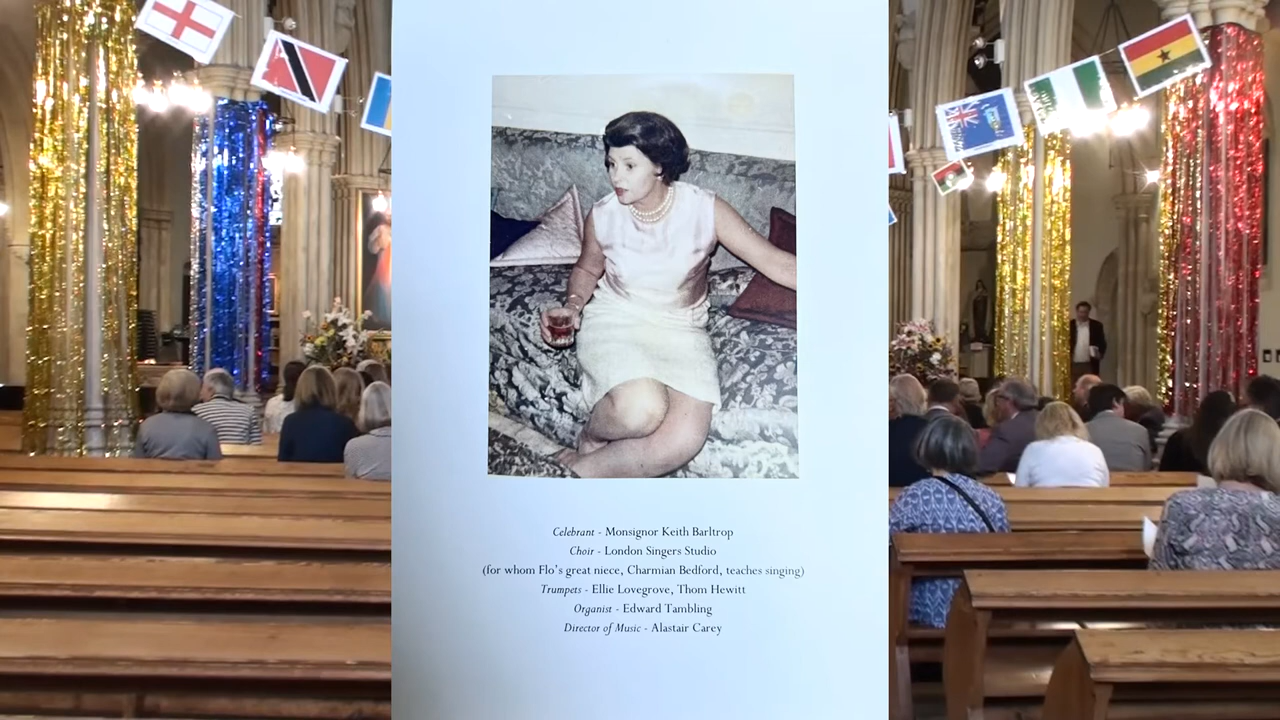 Celebrant - Monsignor Keith Barltrop
Choir - London Singers Studio
(for whom Flo's great niece, Charmian Bedford, teaches singing)
Trumpets - Ellie Lovegrove, Thom Hewitt
Organist - Edward Tambling
Director of Music - Alastair Carey